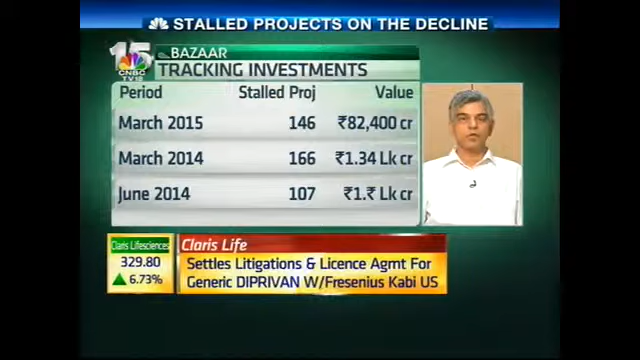 STALLED PROJECTS ON THE DECLINE
15
CNBC
TV18
BAZAAR
TRACKING INVESTMENTS
Period Stalled Proj Value
March 2015 146 ₹82,400 cr
March 2014 166 ₹1.34 Lk cr
June 2014 107 ₹1.₹ Lk cr
Claris Lifesciences
329.80
▲ 6.73%
Claris Life
Settles Litigations & Licence Agmt For
Generic DIPRIVAN W/Fresenius Kabi US